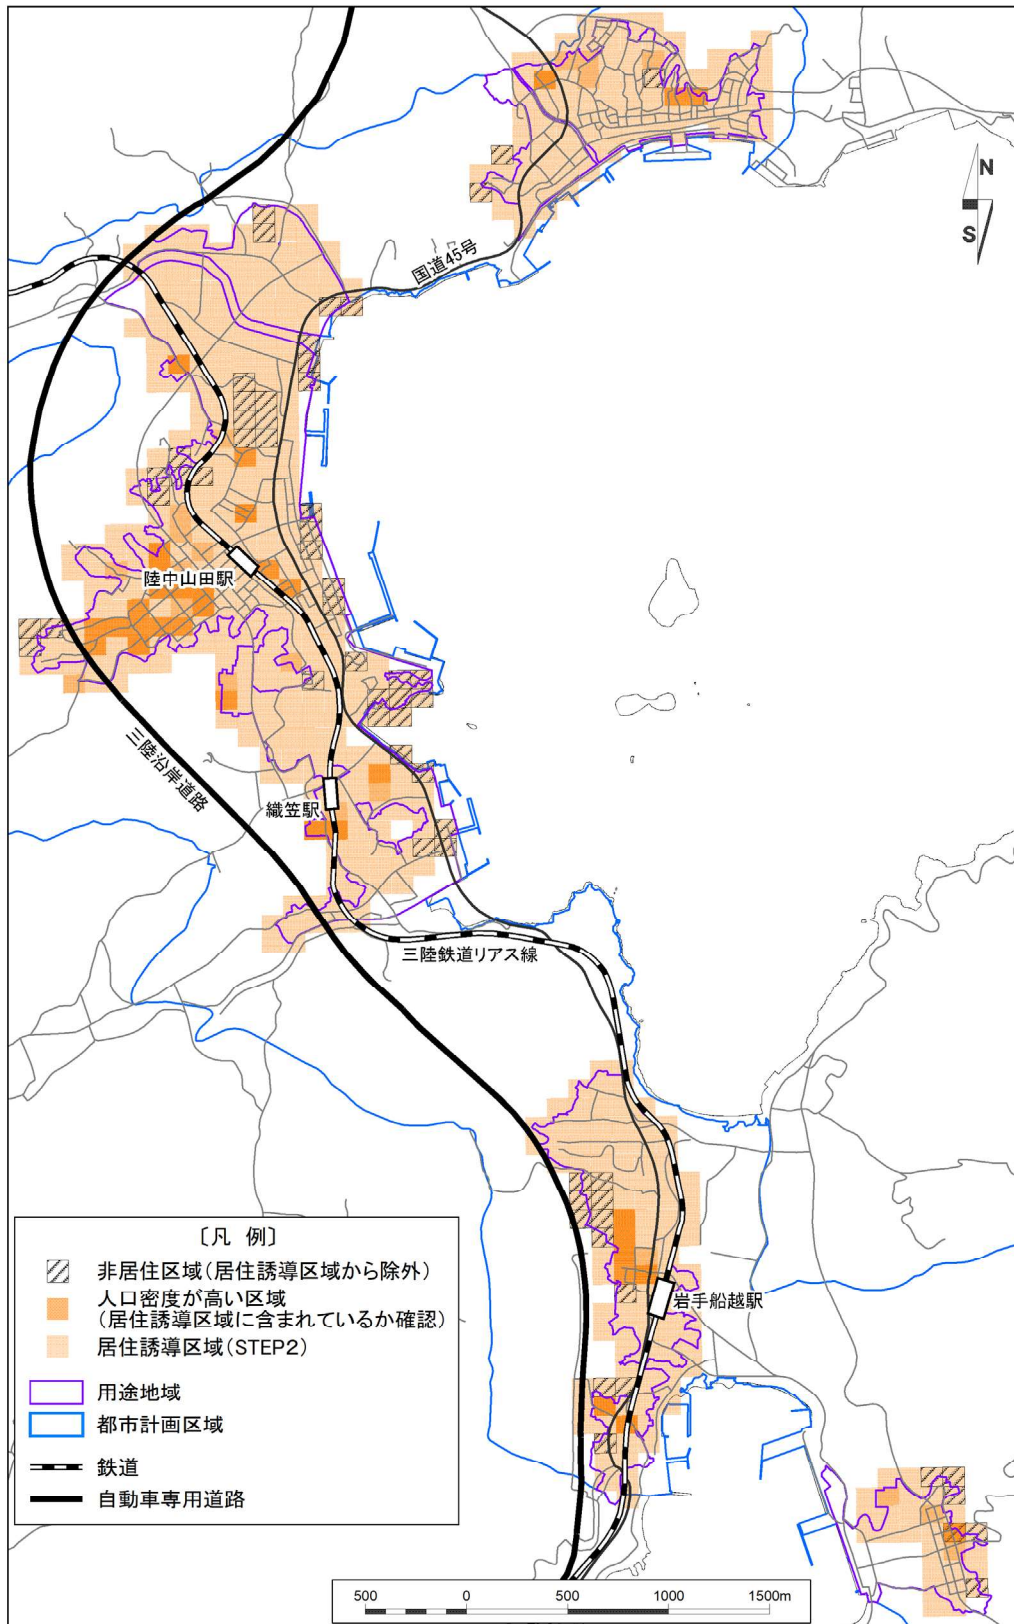 N
S
国道45号
陸中山田駅
三陸沿岸道路
織笠駅
三陸鉄道リアス線
岩手船越駅
〔凡 例〕
非居住区域(居住誘導区域から除外)
人口密度が高い区域
(居住誘導区域に含まれているか確認)
居住誘導区域(STEP2)
用途地域
都市計画区域
鉄道
自動車専用道路
500 0 500 1000 1500m